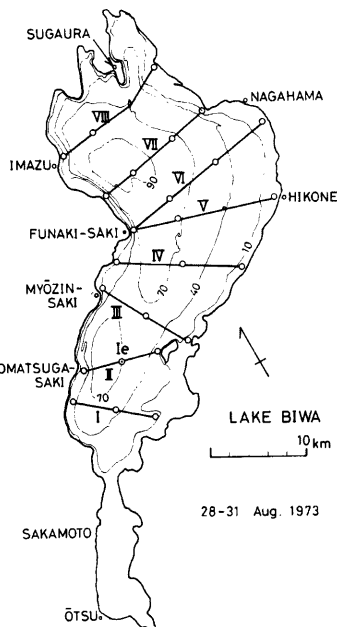 SUGAURA
NAGAHAMA
VIII
IMAZU
VII
90
VI
HIKONE
V
FUNAKI-SAKI
IV
10
MYŌZIN-
SAKI
70
40
III
Ie
OMATSUGA-
SAKI
II
70
I
LAKE BIWA
10
km
28-31 Aug. 1973
SAKAMOTO
ŌTSU